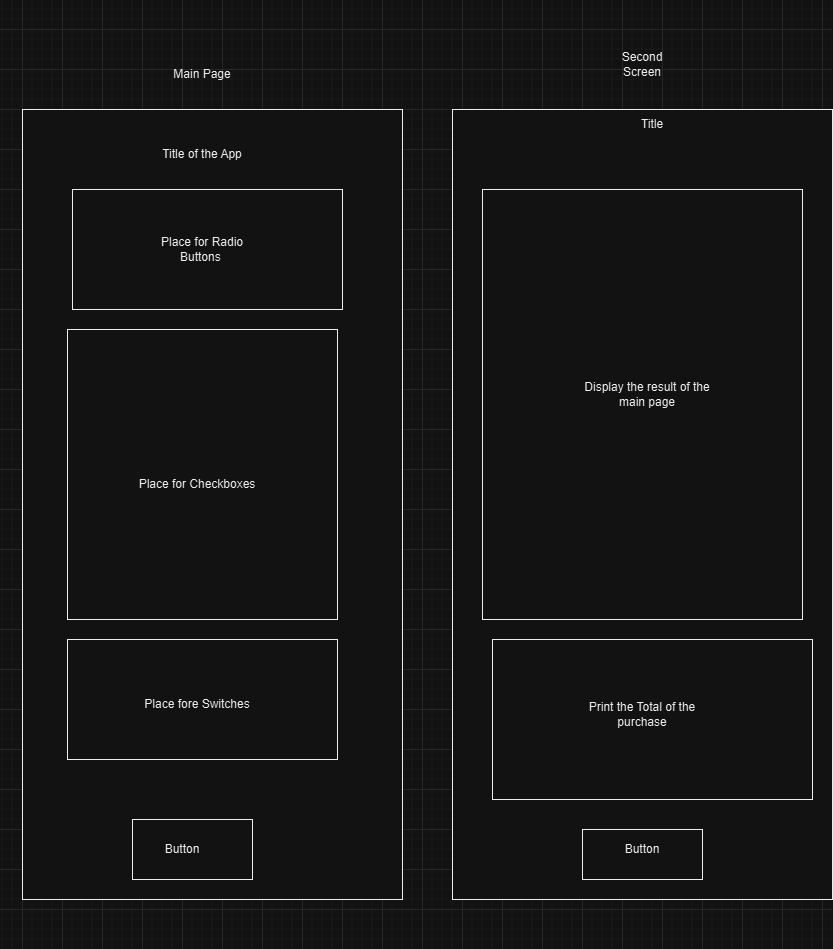 Main Page
Title of the App
Place for Radio
Buttons
Place for Checkboxes
Place fore Switches
Button
Second
Screen
Title
Display the result of the
main page
Print the Total of the
purchase
Button